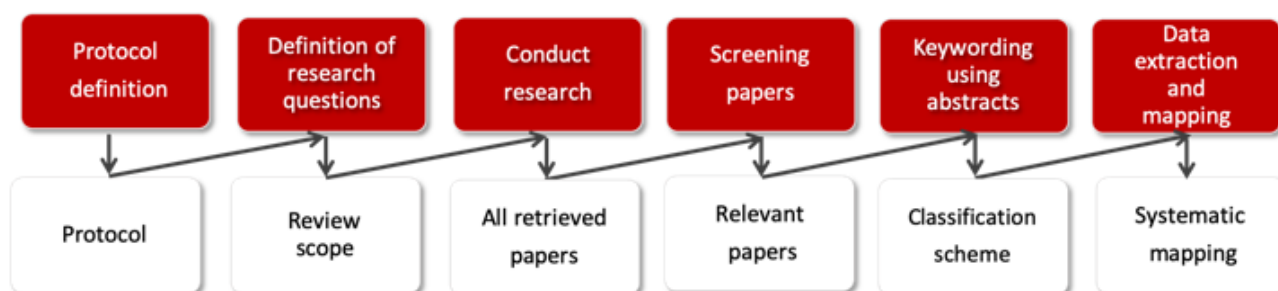 Protocol
definition
Definition of
research
questions
Conduct
research
Screening
papers
Keywording
using
abstracts
Data
extraction
and
mapping
Protocol
Review
scope
All retrieved
papers
Relevant
papers
Classification
scheme
Systematic
mapping